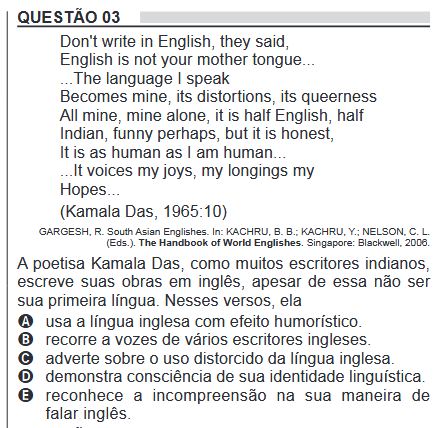 QUESTÃO 03
Don't write in English, they said,
English is not your mother tongue...
...The language I speak
Becomes mine, its distortions, its queerness
All mine, mine alone, it is half English, half
Indian, funny perhaps, but it is honest,
It is as human as I am human...
...It voices my joys, my longings my
Hopes...
(Kamala Das, 1965:10)
GARGESH, R. South Asian Englishes. In: KACHRU, B. B.; KACHRU, Y.; NELSON, C. L.
(Eds.). The Handbook of World Englishes. Singapore: Blackwell, 2006.
A poetisa Kamala Das, como muitos escritores indianos,
escreve suas obras em inglês, apesar de essa não ser
sua primeira língua. Nesses versos, ela
A usa a língua inglesa com efeito humorístico.
B recorre a vozes de vários escritores ingleses.
C adverte sobre o uso distorcido da língua inglesa.
D demonstra consciência de sua identidade linguística.
E reconhece a incompreensão na sua maneira de
falar inglês.